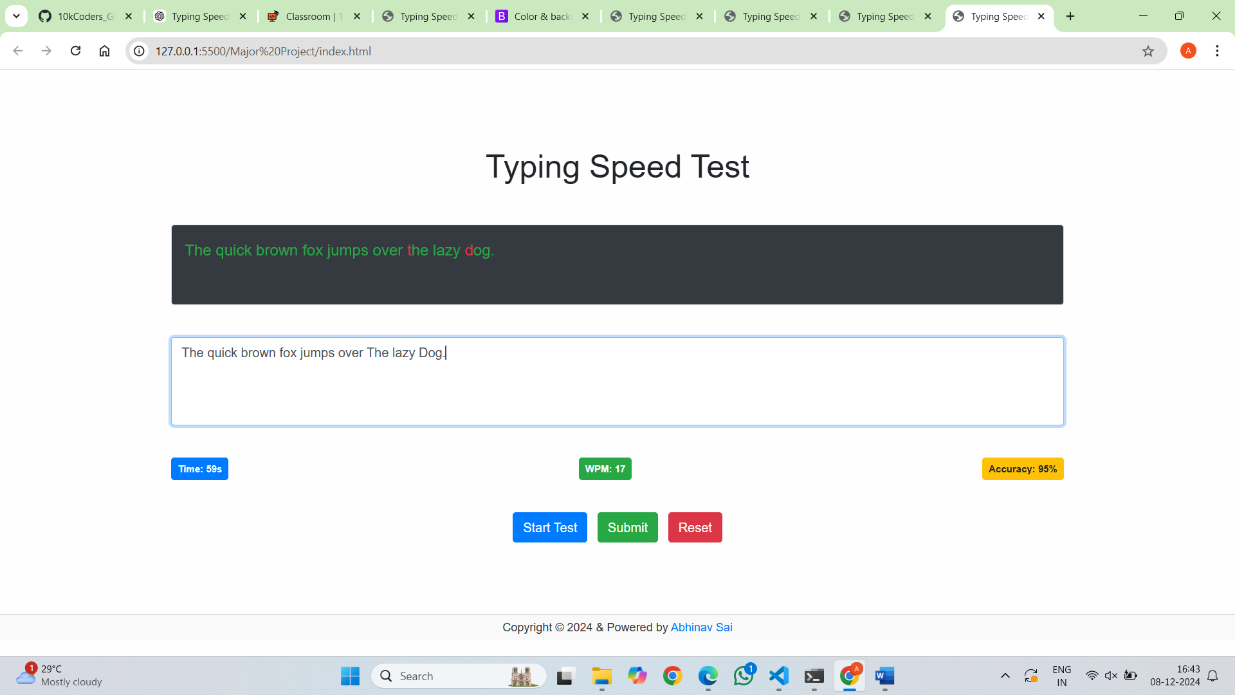 10kCoders_G
Typing Speed
Classroom | 1
Typing Speed
B Color & back
Typing Speed
Typing Speed
Typing Speed
Typing Speed
127.0.0.1:5500/Major%20Project/index.html
A
Typing Speed Test
The quick brown fox jumps over the lazy dog.
The quick brown fox jumps over The lazy Dog.
Time: 59s WPM: 17 Accuracy: 95%
Start Test Submit Reset
Copyright © 2024 & Powered by Abhinav Sai
1 29°C
Mostly cloudy
Search
1
A
W
ENG
IN
16:43
08-12-2024